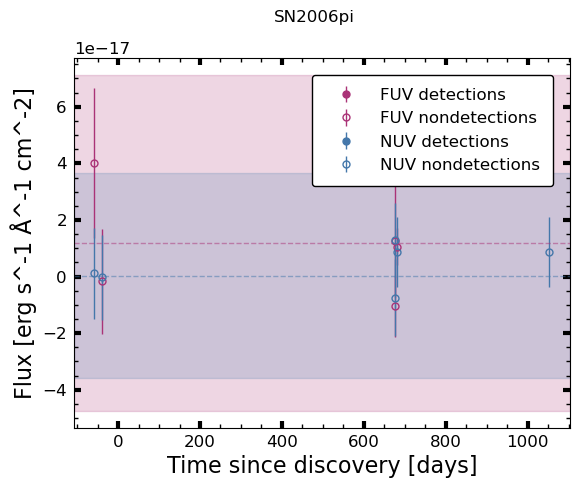 SN2006pi
1e−17
Flux [erg s^-1 Å^-1 cm^-2]
6
4
2
0
−2
−4
FUV detections
FUV nondetections
NUV detections
NUV nondetections
0 200 400 600 800 1000
Time since discovery [days]